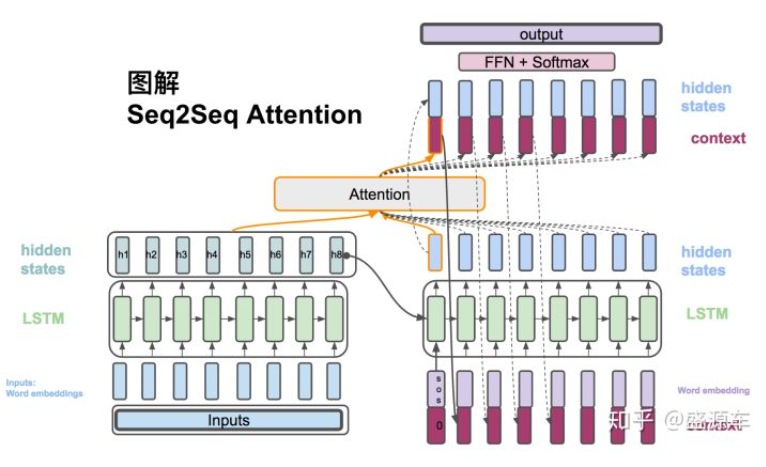 output
FFN + Softmax
图解
Seq2Seq Attention
hidden
states
context
Attention
hidden
states
h1 h2 h3 h4 h5 h6 h7 h8
hidden
states
LSTM
LSTM
Inputs:
Word embeddings
s
o
s
Word embedding
0
Inputs
知乎 @盛源车